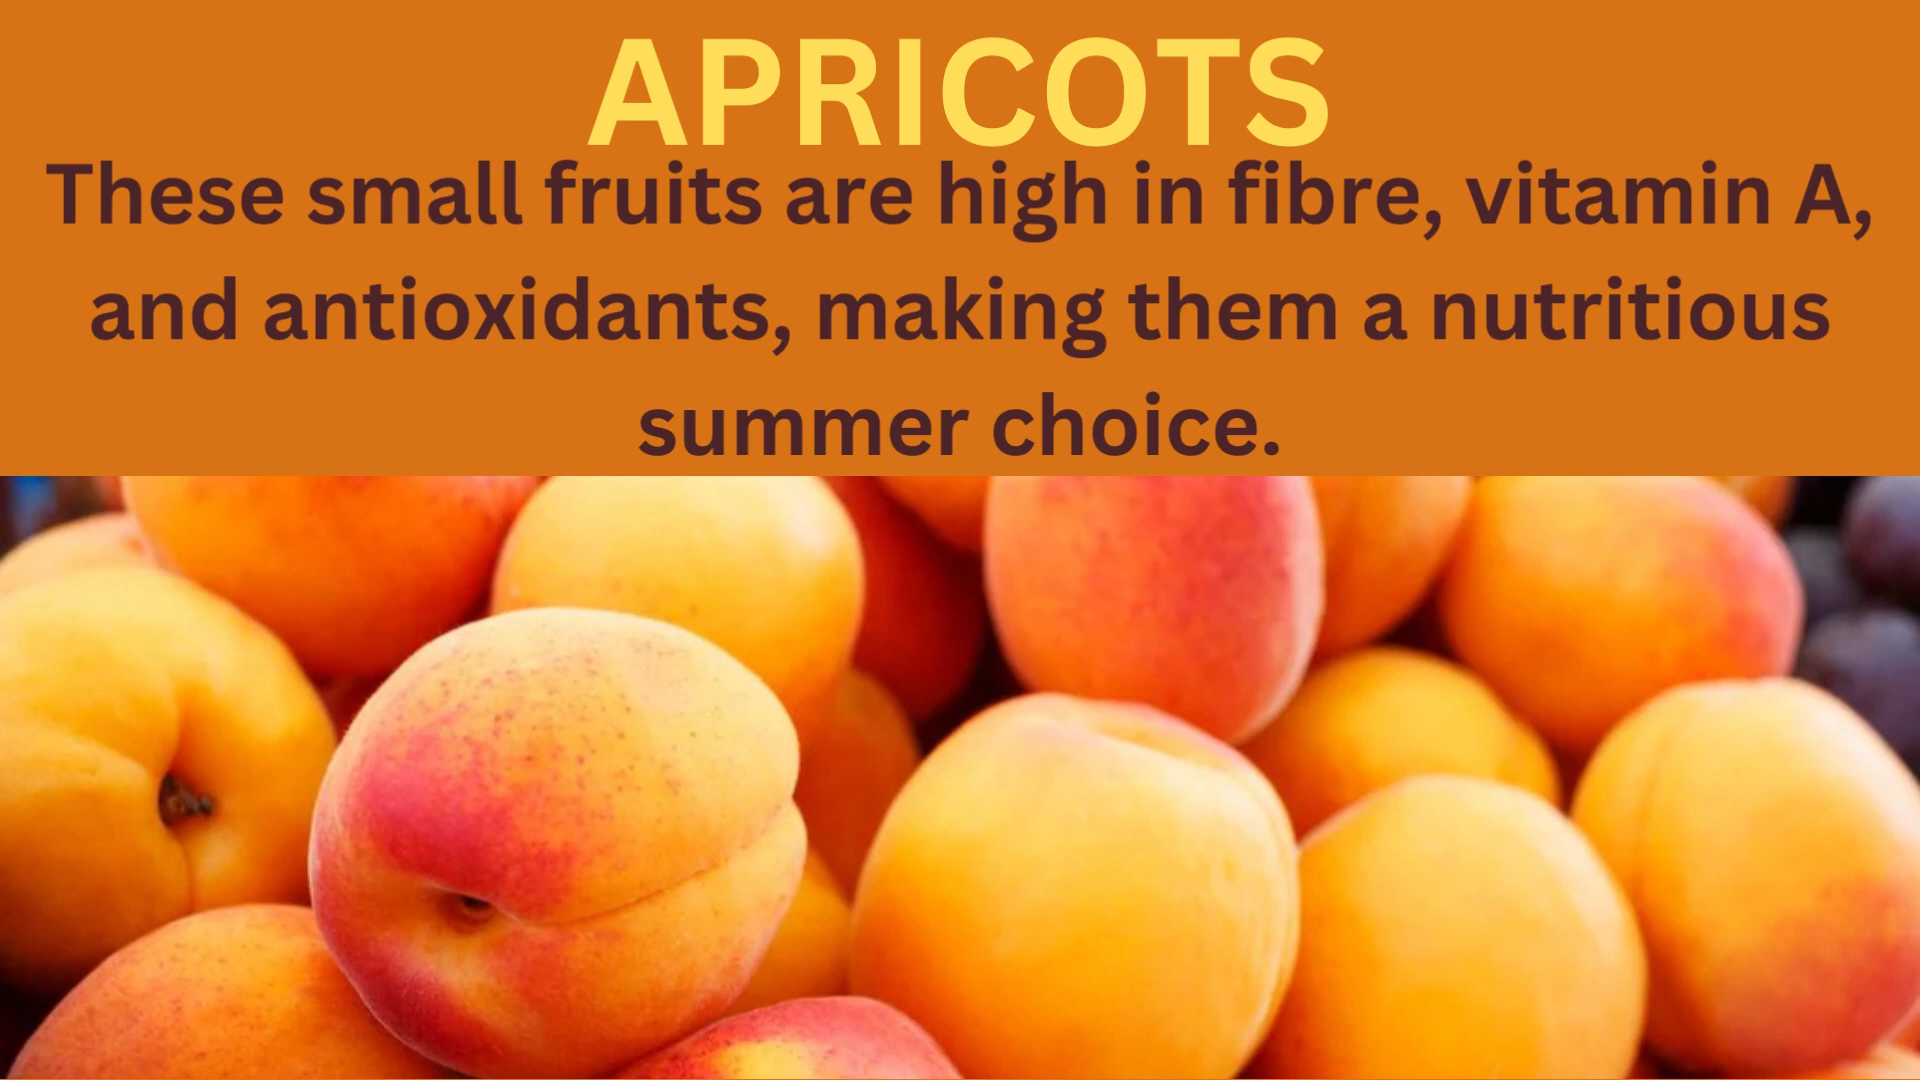 APRICOTS
These small fruits are high in fibre, vitamin A,
and antioxidants, making them a nutritious
summer choice.